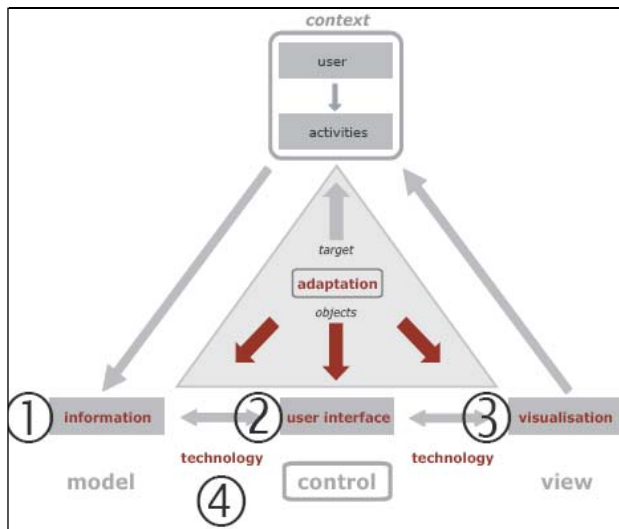 context
user
activities
target
adaptation
objects
① information ② user interface ③ visualisation
technology technology
model ④ control view